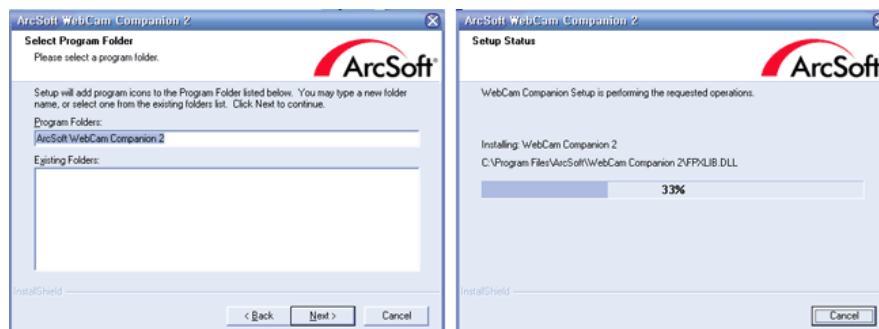 ArcSoft WebCam Companion 2
Select Program Folder
Please select a program folder.
ArcSoft
Setup will add program icons to the Program Folder listed below. You may type a new folder
name, or select one from the existing folders list. Click Next to continue.
Program Folders:
ArcSoft WebCam Companion 2
Existing Folders:
InstallShield
< Back
Next >
Cancel
ArcSoft WebCam Companion 2
Setup Status
ArcSoft
WebCam Companion Setup is performing the requested operations.
Installing: WebCam Companion 2
C:\Program Files\ArcSoft\WebCam Companion 2\FPXLIB.DLL
33%
InstallShield
Cancel